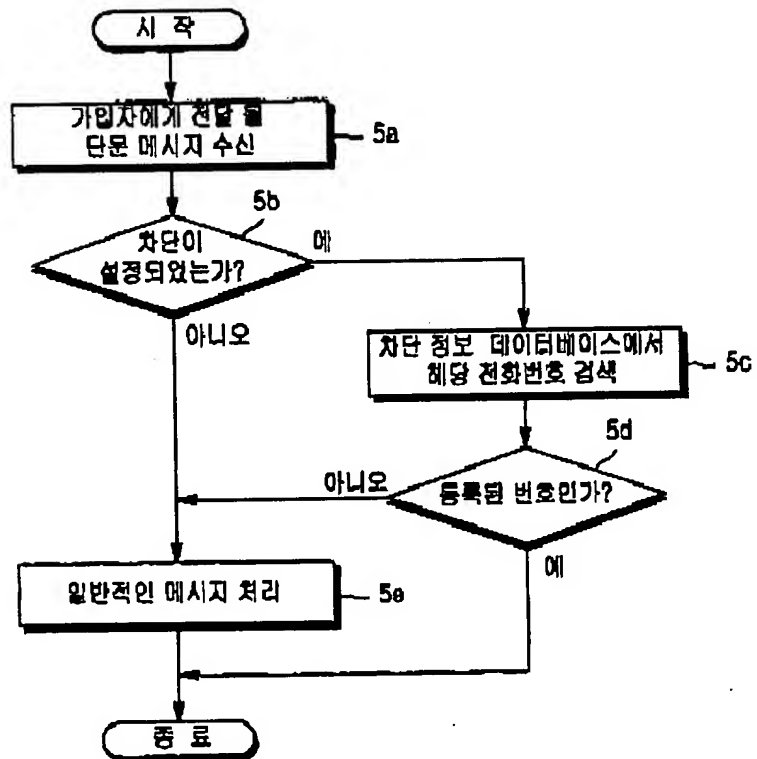 시 작
가입자에게 전달 될
단문 메시지 수신
5a
5b
차단이
설정되었는가?
예
아니오
차단 정보 데이터베이스에서
해당 전화번호 검색
5c
5d
등록된 번호인가?
아니오
예
일반적인 메시지 처리
5e
종 료